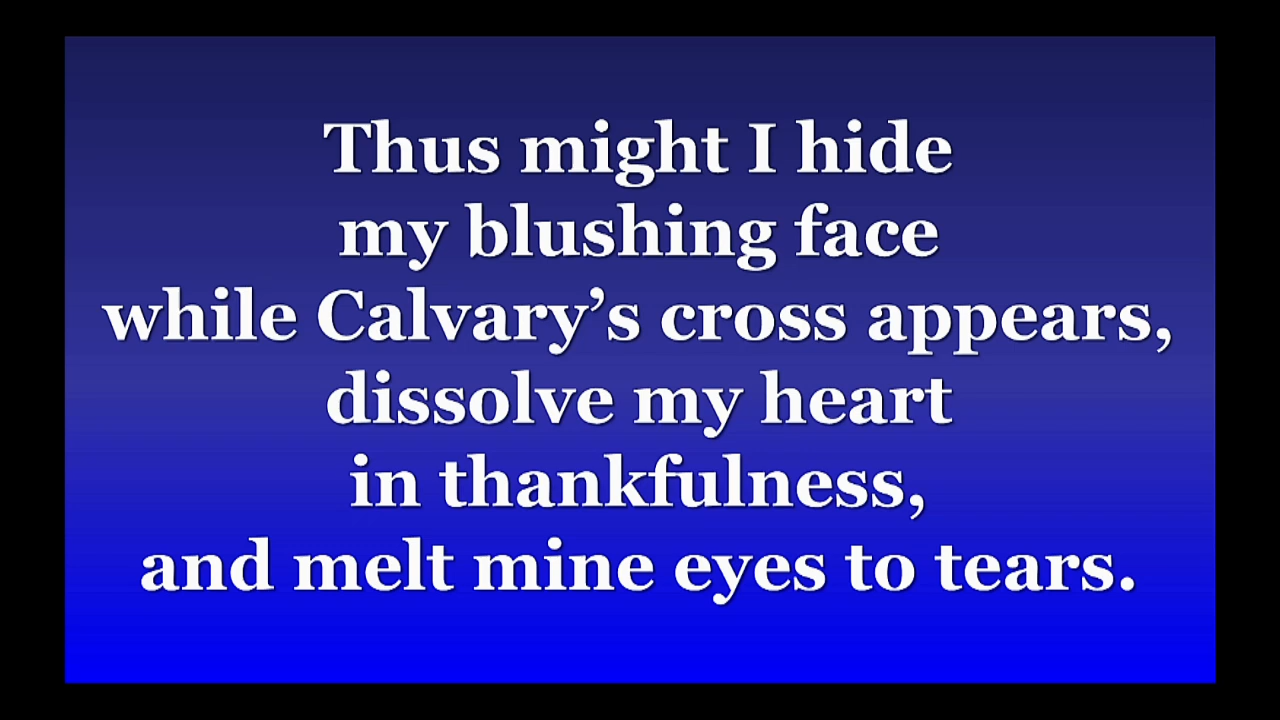 Thus might I hide
my blushing face
while Calvary’s cross appears,
dissolve my heart
in thankfulness,
and melt mine eyes to tears.